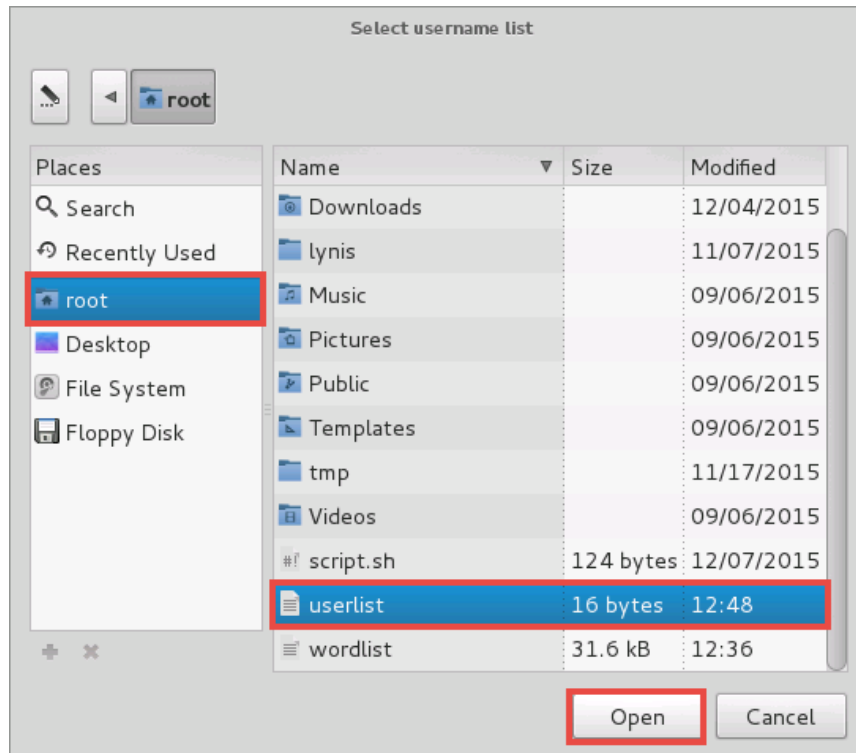 Select username list
root
Places
Name Size Modified
Search
Downloads 12/04/2015
Recently Used
lynis 11/07/2015
root
Music 09/06/2015
Desktop
Pictures 09/06/2015
File System
Public 09/06/2015
Floppy Disk
Templates 09/06/2015
tmp 11/17/2015
Videos 09/06/2015
script.sh 124 bytes 12/07/2015
userlist 16 bytes 12:48
wordlist 31.6 kB 12:36
Open Cancel